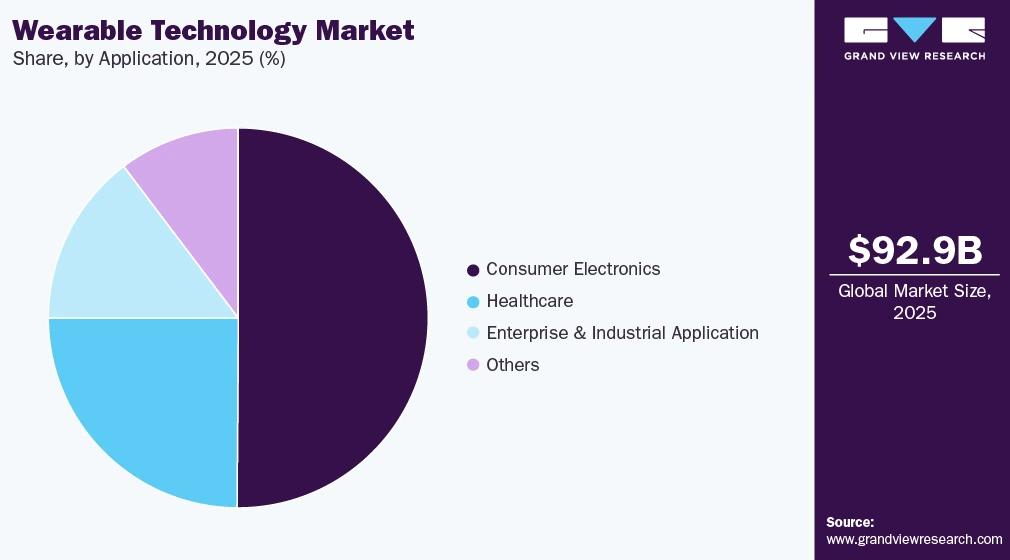 Wearable Technology Market
Share, by Application, 2025 (%)
Consumer Electronics
Healthcare
Enterprise & Industrial Application
Others
GRAND VIEW RESEARCH
$92.9B
Global Market Size,
2025
Source:
www.grandviewresearch.com